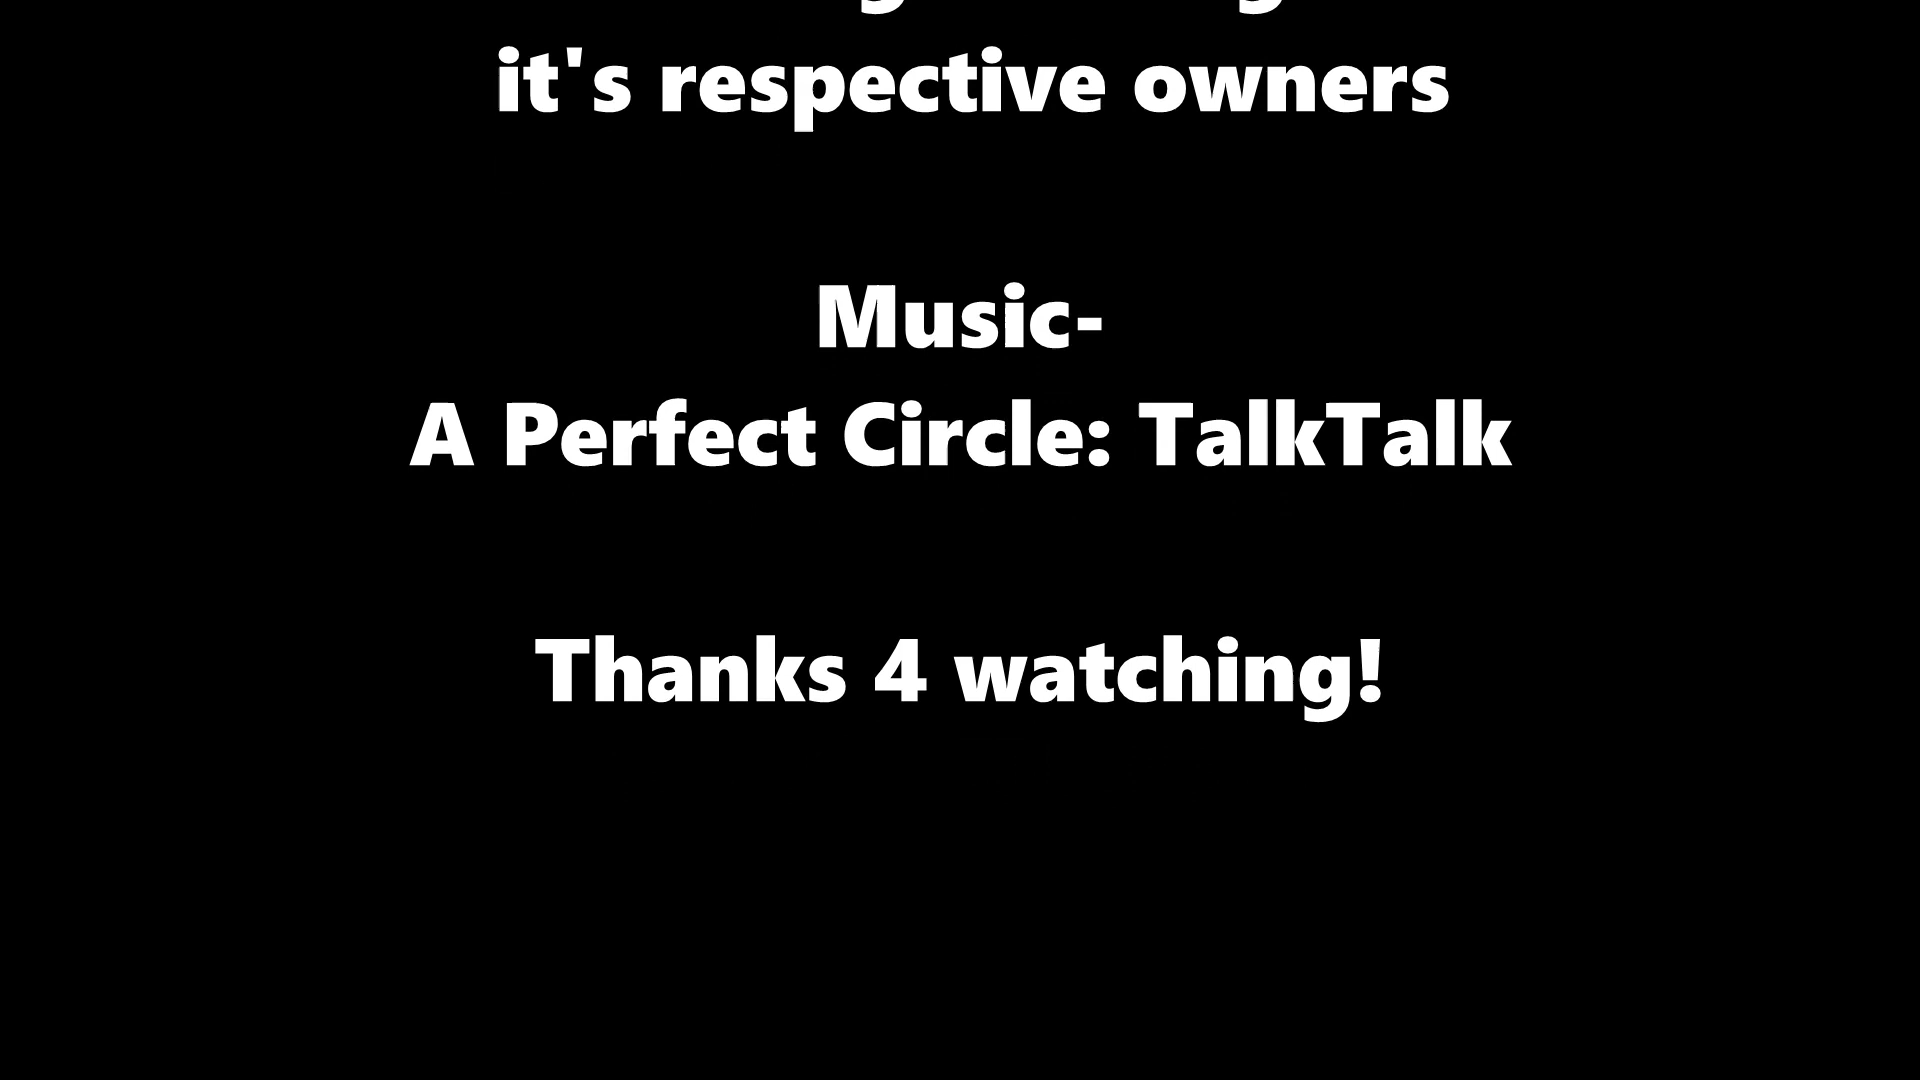 it's respective owners
Music-
A Perfect Circle: TalkTalk
Thanks 4 watching!